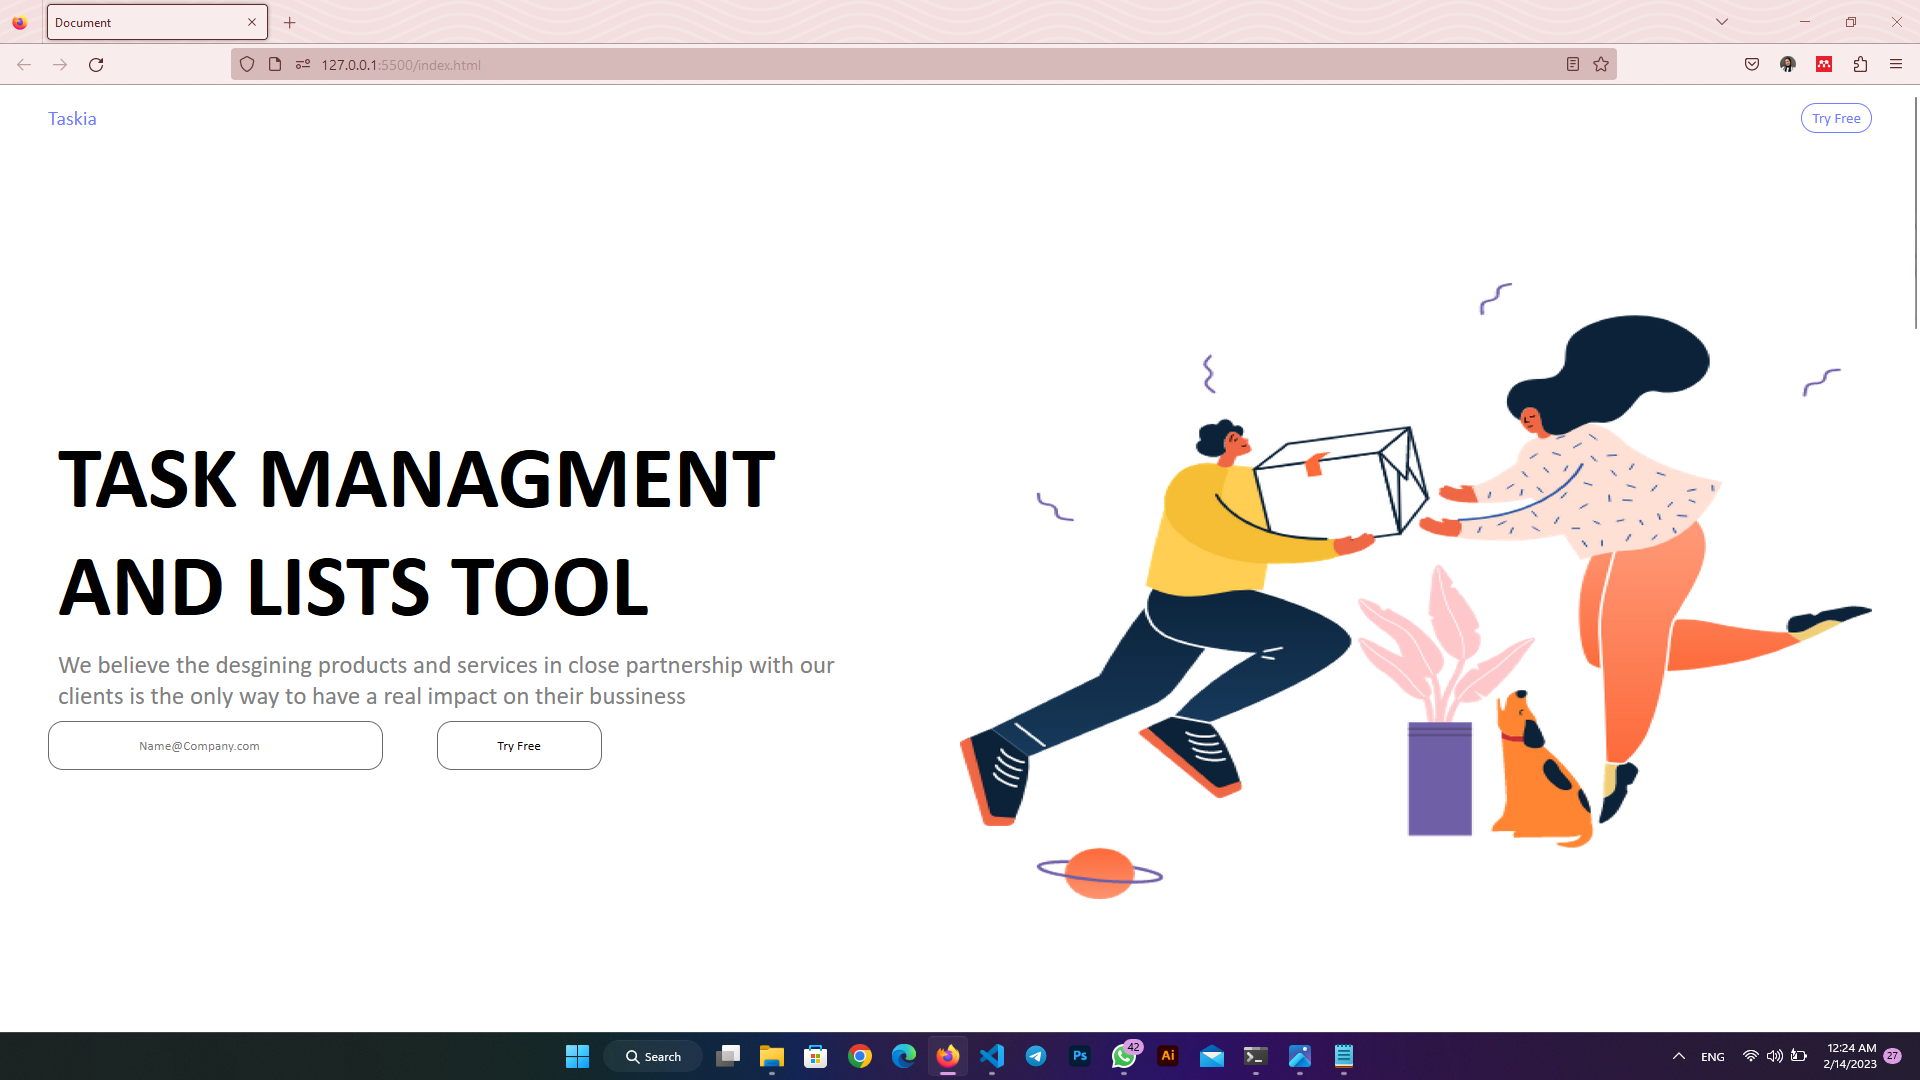 Document
127.0.0.1:5500/index.html
Taskia
Try Free
TASK MANAGMENT
AND LISTS TOOL
We believe the desgining products and services in close partnership with our
clients is the only way to have a real impact on their bussiness
Name@Company.com
Try Free
Search
Ps
42
Ai
ENG
12:24 AM
2/14/2023
27